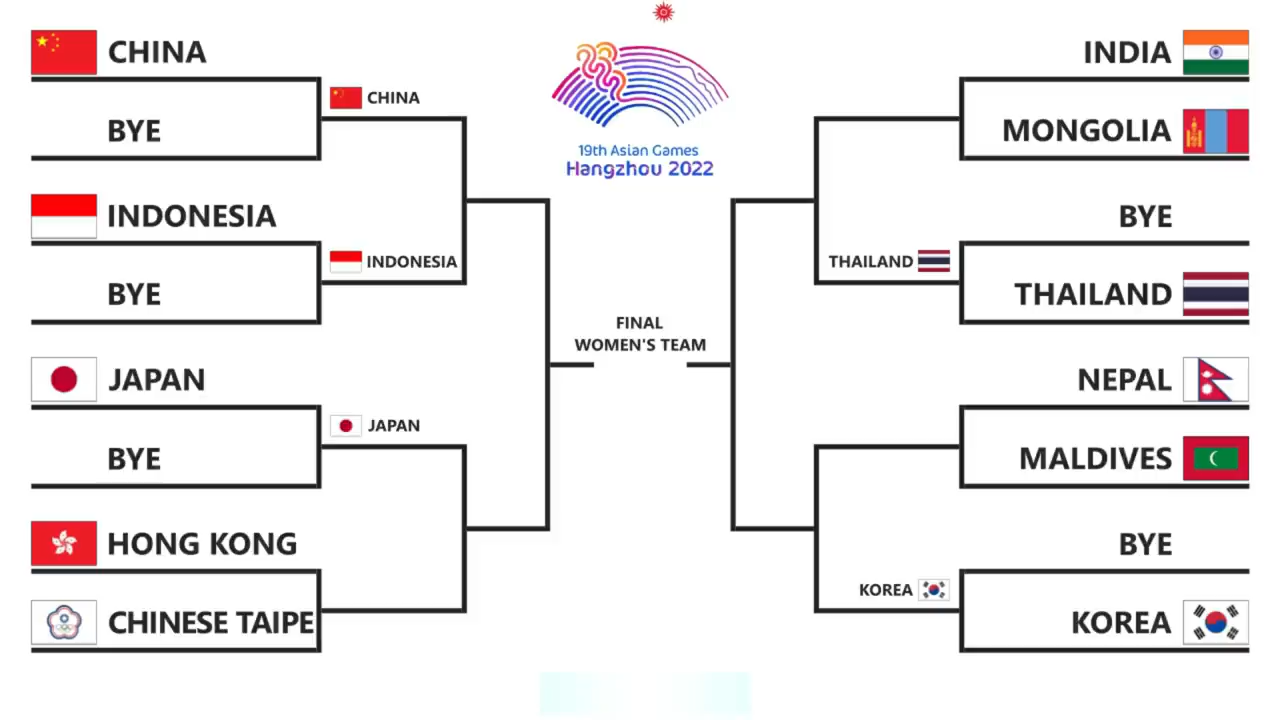 CHINA
BYE
CHINA
INDONESIA
BYE
INDONESIA
JAPAN
BYE
JAPAN
HONG KONG
CHINESE TAIPE
19th Asian Games
Hangzhou 2022
FINAL
WOMEN'S TEAM
INDIA
MONGOLIA
BYE
THAILAND
THAILAND
NEPAL
MALDIVES
BYE
KOREA
KOREA